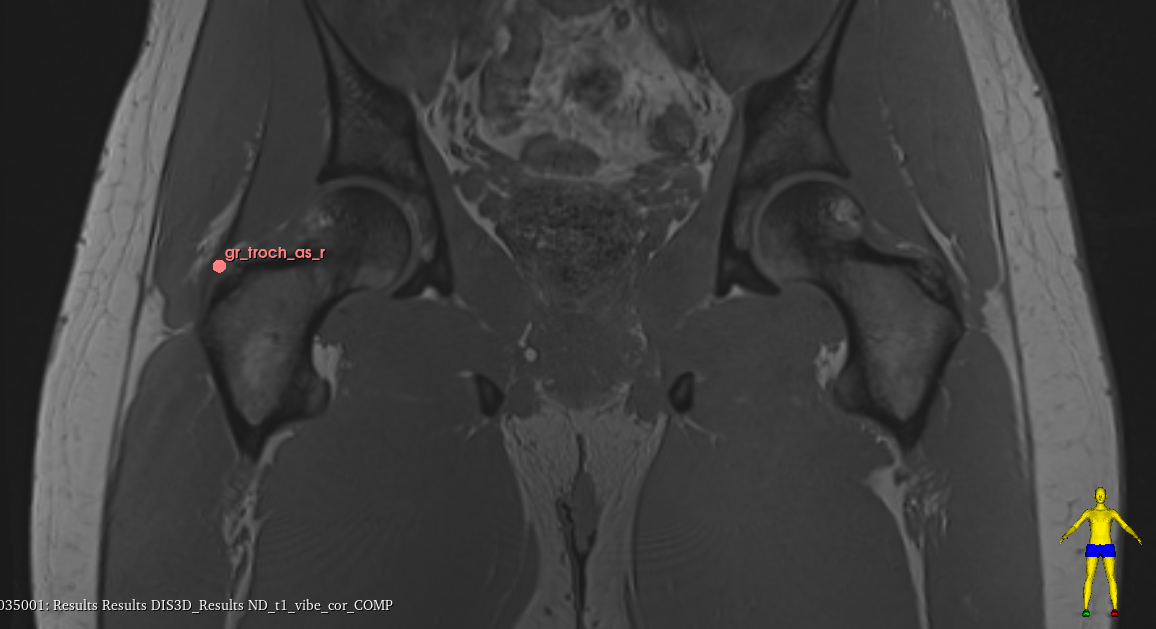 gr_troch_as_r
035001: Results Results DIS3D_Results ND_t1_vibe_cor_COMP